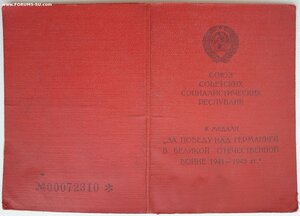 www.FORUMS-SU.com
СОЮЗ
СОВЕТСКИХ
СОЦИАЛИСТИЧЕСКИХ
РЕСПУБЛИК
К МЕДАЛИ
„ЗА ПОБЕДУ НАД ГЕРМАНИЕЙ
В ВЕЛИКОЙ ОТЕЧЕСТВЕННОЙ
ВОЙНЕ 1941—1945 гг."
№00072310 *